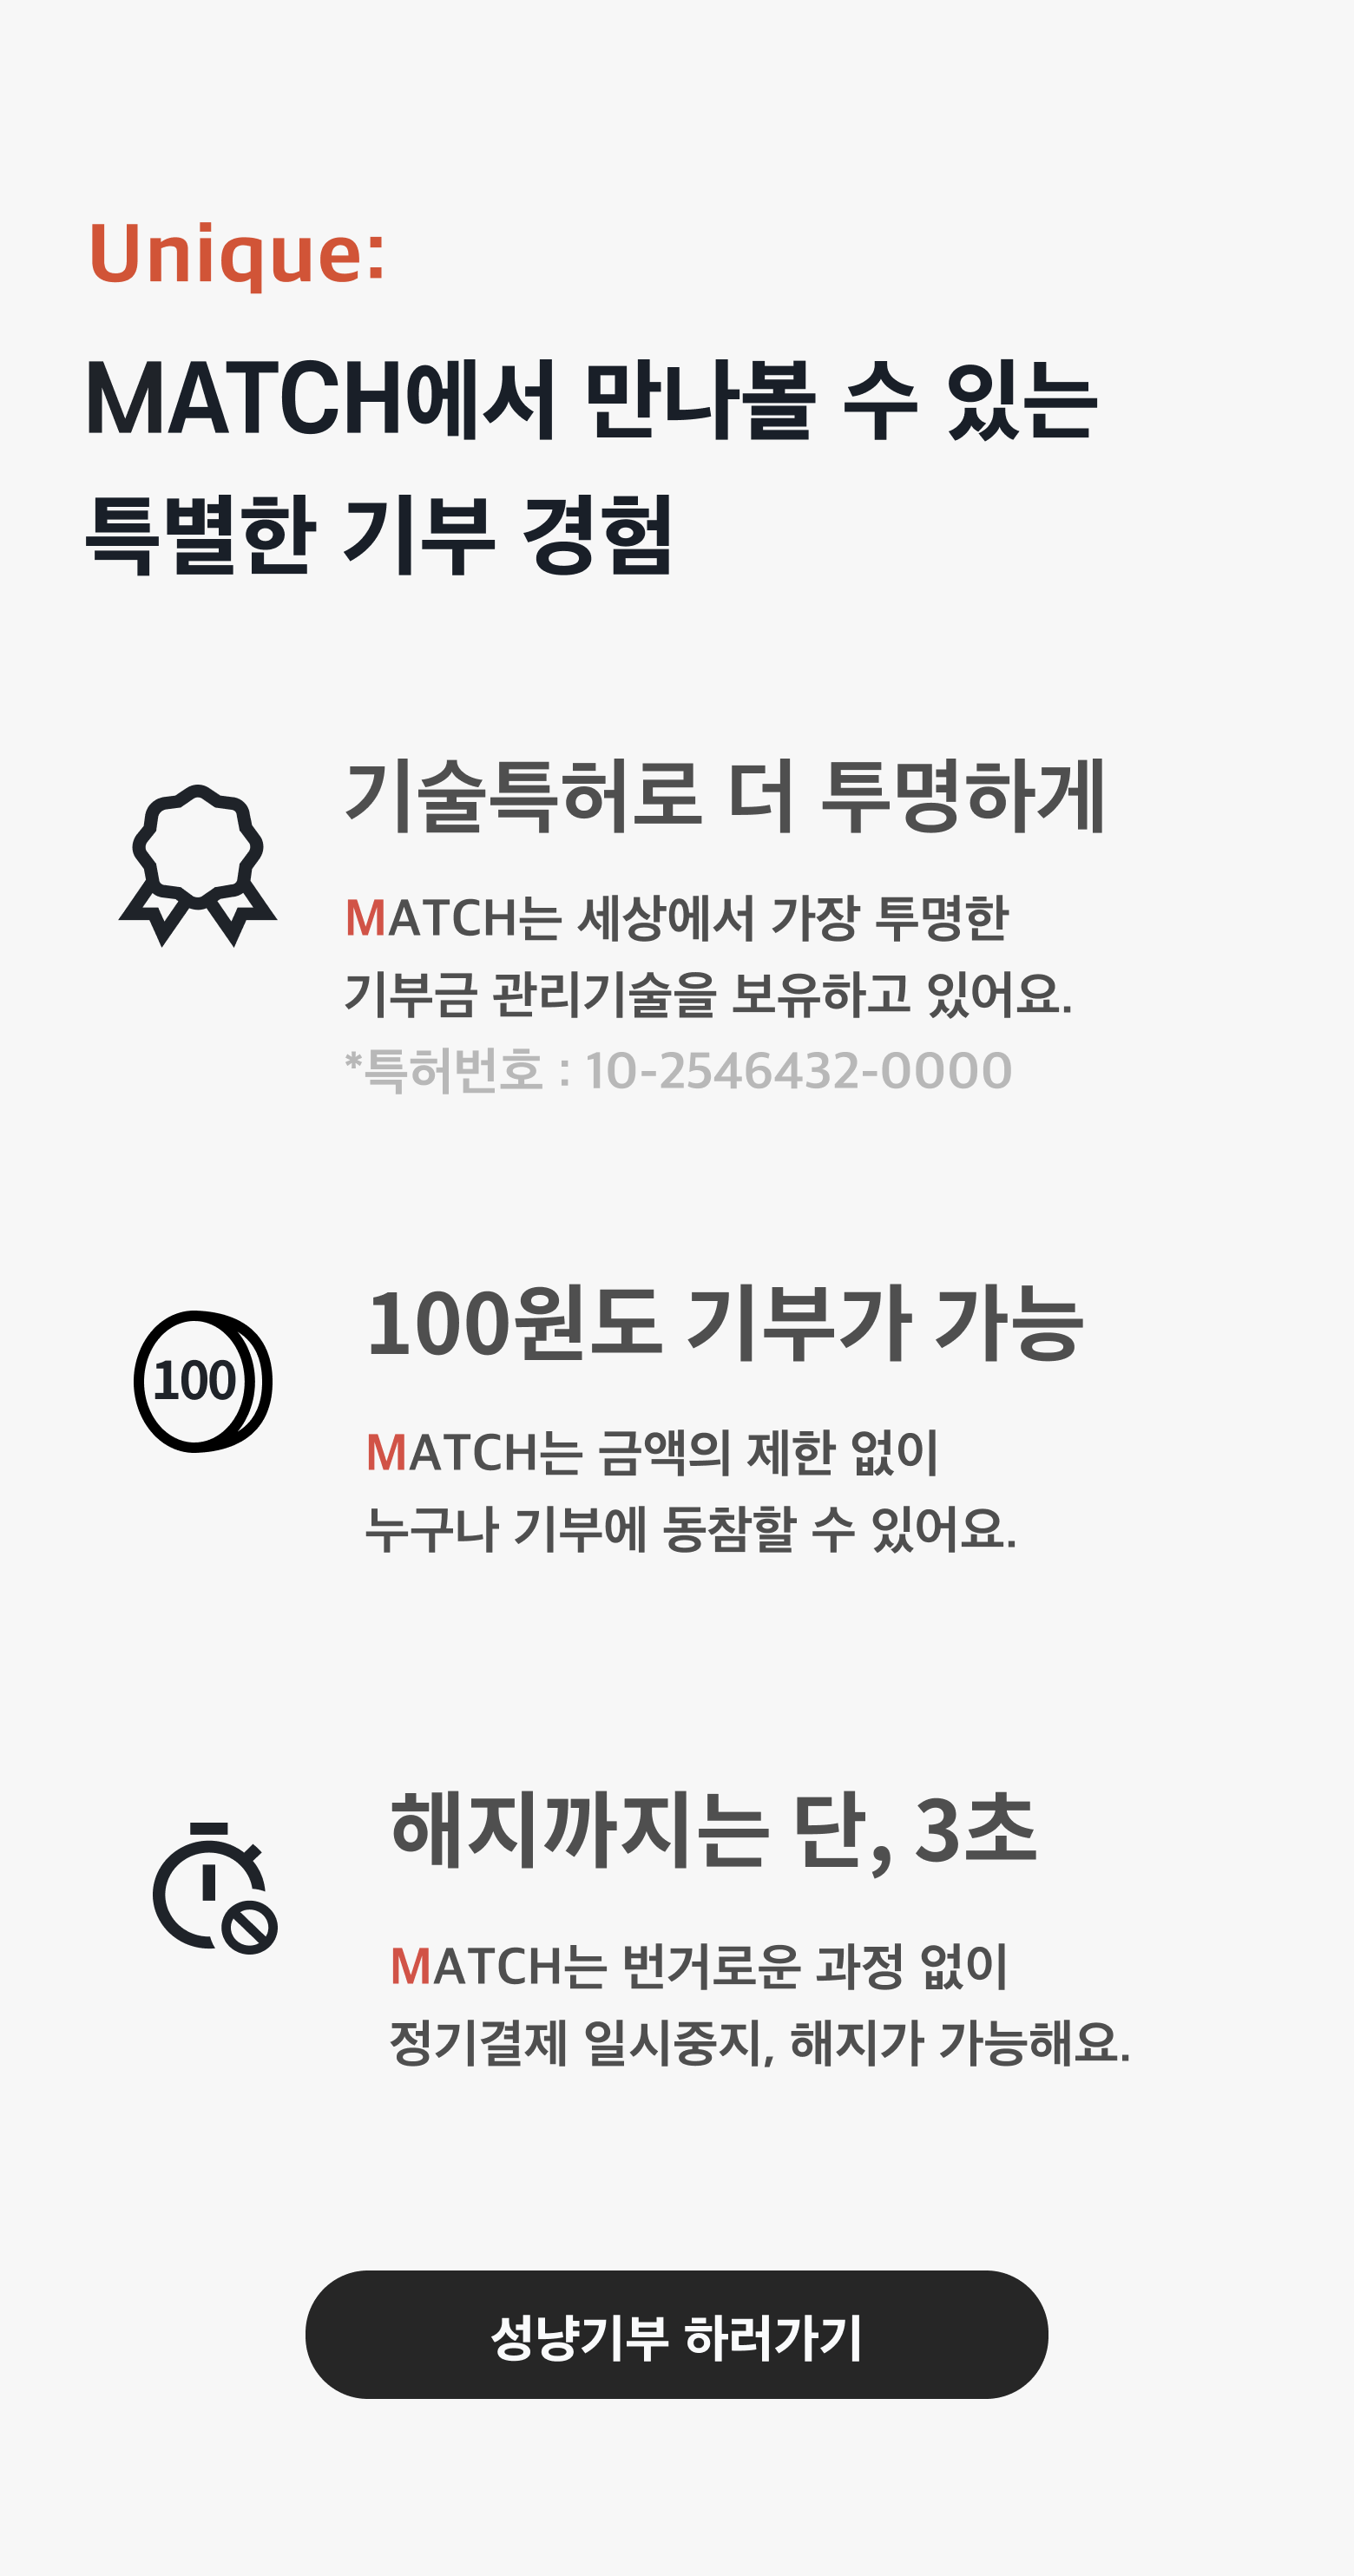 Unique:
MATCH에서 만나볼 수 있는
특별한 기부 경험
기술특허로 더 투명하게
MATCH는 세상에서 가장 투명한
기부금 관리기술을 보유하고 있어요.
*특허번호 : 10-2546432-0000
100원도 기부가 가능
100
MATCH는 금액의 제한 없이
누구나 기부에 동참할 수 있어요.
해지까지는 단, 3초
MATCH는 번거로운 과정 없이
정기결제 일시중지, 해지가 가능해요.
성냥기부 하러가기